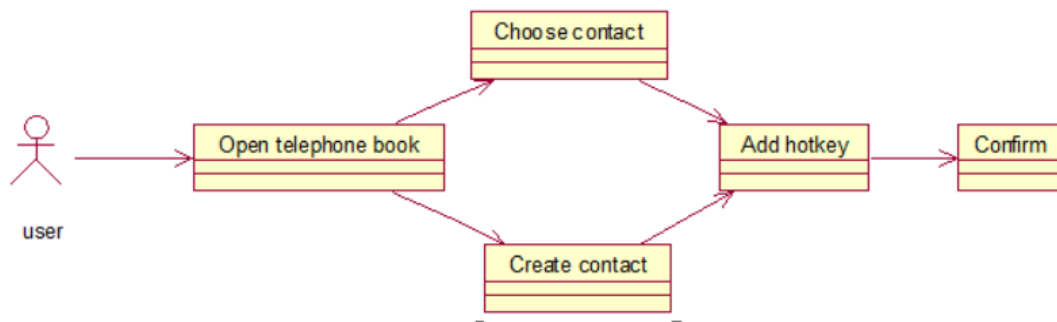 Choose contact
Open telephone book
Add hotkey
Confirm
user
Create contact